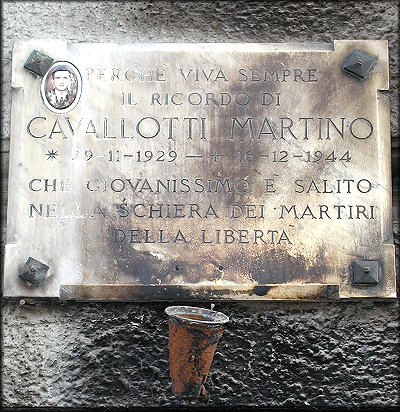 PERCHÈ VIVA SEMPRE
IL RICORDO DI
CAVALLOTTI MARTINO
* 29-11-1929 — + 16-12-1944
CHE GIOVANISSIMO È SALITO
NELLA SCHIERA DEI MARTIRI
DELLA LIBERTÀ